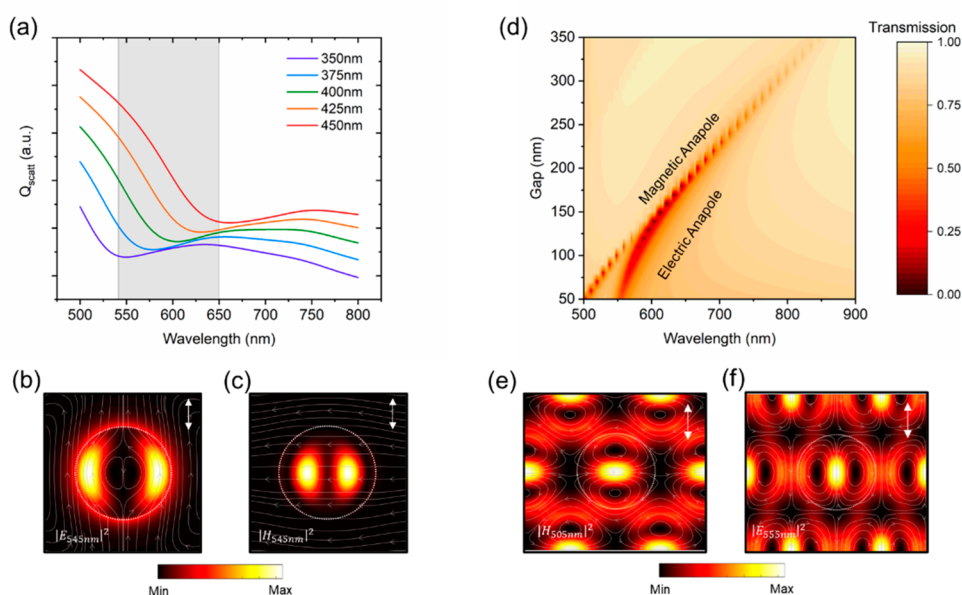 (a)
Q_scatt (a.u.)
350nm
375nm
400nm
425nm
450nm
500 550 600 650 700 750 800
Wavelength (nm)
(d)
Gap (nm)
350
300
250
200
150
100
50
Magnetic Anapole
Electric Anapole
500 600 700 800 900
Wavelength (nm)
Transmission
1.00
0.75
0.50
0.25
0.00
(b)
|E_545nm|²
(c)
|H_545nm|²
Min Max
(e)
|H_505nm|²
(f)
|E_555nm|²
Min Max